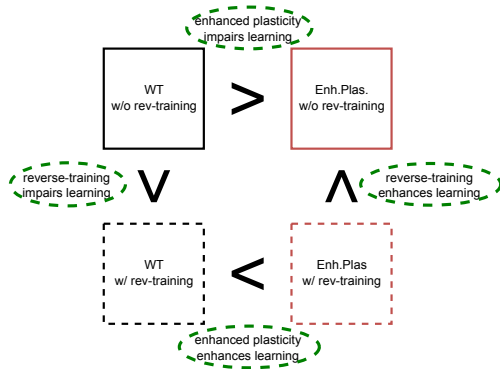 enhanced plasticity
impairs learning
WT
w/o rev-training
>
Enh.Plas.
w/o rev-training
reverse-training
impairs learning
>
<
reverse-training
enhances learning
WT
w/ rev-training
<
Enh.Plas
w/ rev-training
enhanced plasticity
enhances learning